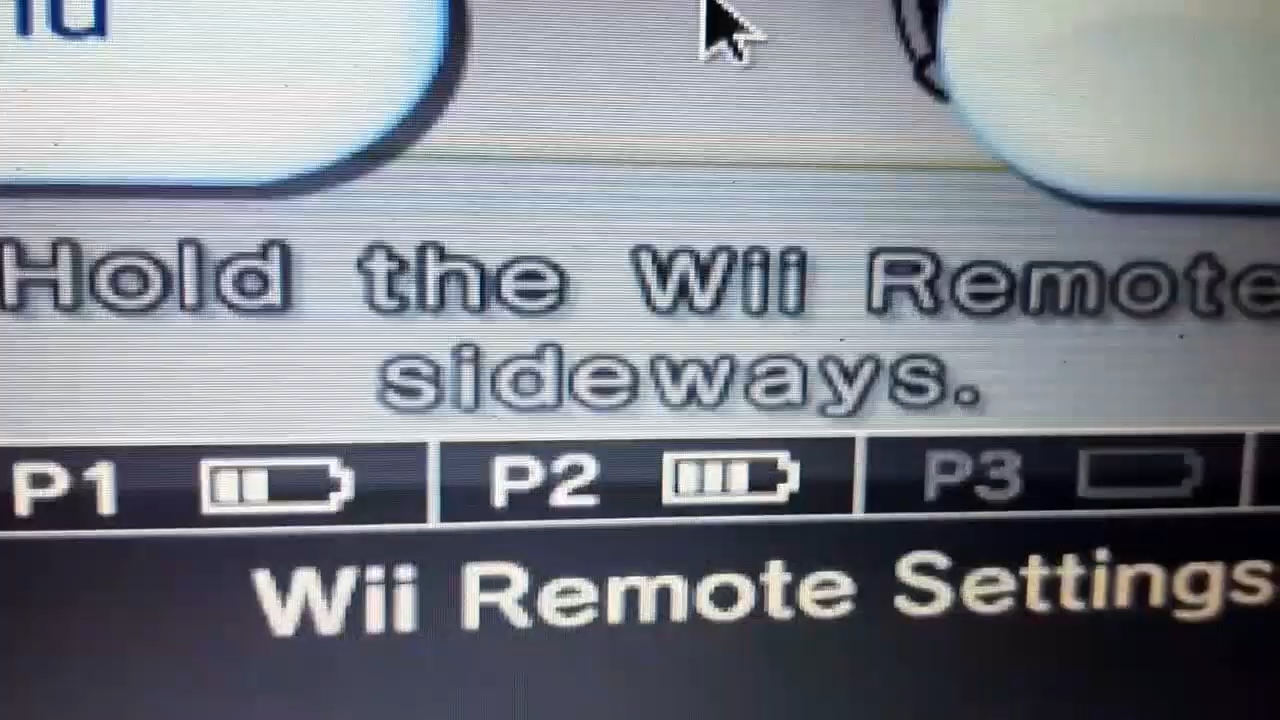 Hold the Wii Remote
sideways.
P1 P2 P3
Wii Remote Settings